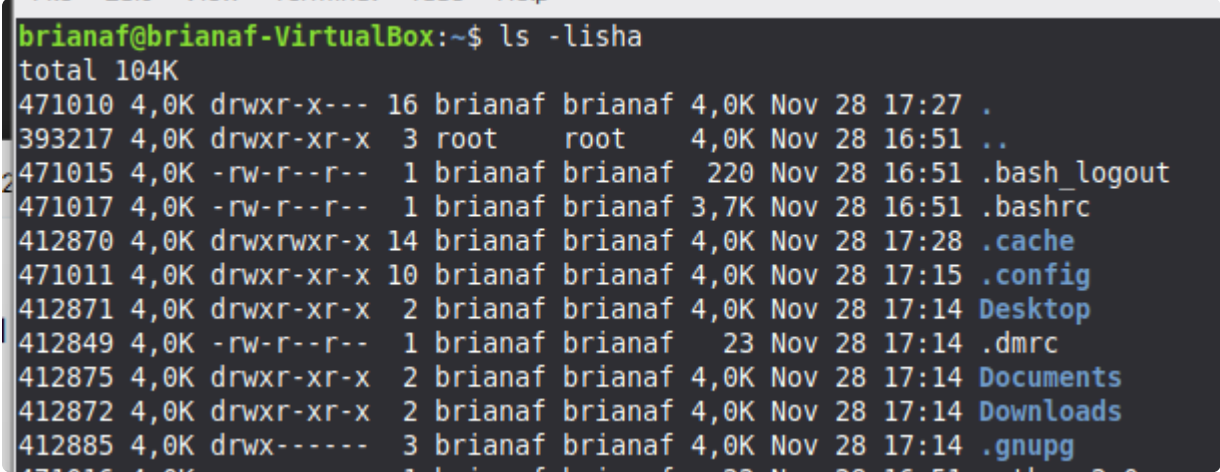 brianaf@brianaf-VirtualBox:~$ ls -lisha
total 104K
471010 4,0K drwxr-x--- 16 brianaf brianaf 4,0K Nov 28 17:27 .
393217 4,0K drwxr-xr-x  3 root    root    4,0K Nov 28 16:51 ..
471015 4,0K -rw-r--r--  1 brianaf brianaf  220 Nov 28 16:51 .bash_logout
471017 4,0K -rw-r--r--  1 brianaf brianaf 3,7K Nov 28 16:51 .bashrc
412870 4,0K drwxrwxr-x 14 brianaf brianaf 4,0K Nov 28 17:28 .cache
471011 4,0K drwxr-xr-x 10 brianaf brianaf 4,0K Nov 28 17:15 .config
412871 4,0K drwxr-xr-x  2 brianaf brianaf 4,0K Nov 28 17:14 Desktop
412849 4,0K -rw-r--r--  1 brianaf brianaf   23 Nov 28 17:14 .dmrc
412875 4,0K drwxr-xr-x  2 brianaf brianaf 4,0K Nov 28 17:14 Documents
412872 4,0K drwxr-xr-x  2 brianaf brianaf 4,0K Nov 28 17:14 Downloads
412885 4,0K drwx------  3 brianaf brianaf 4,0K Nov 28 17:14 .gnupg